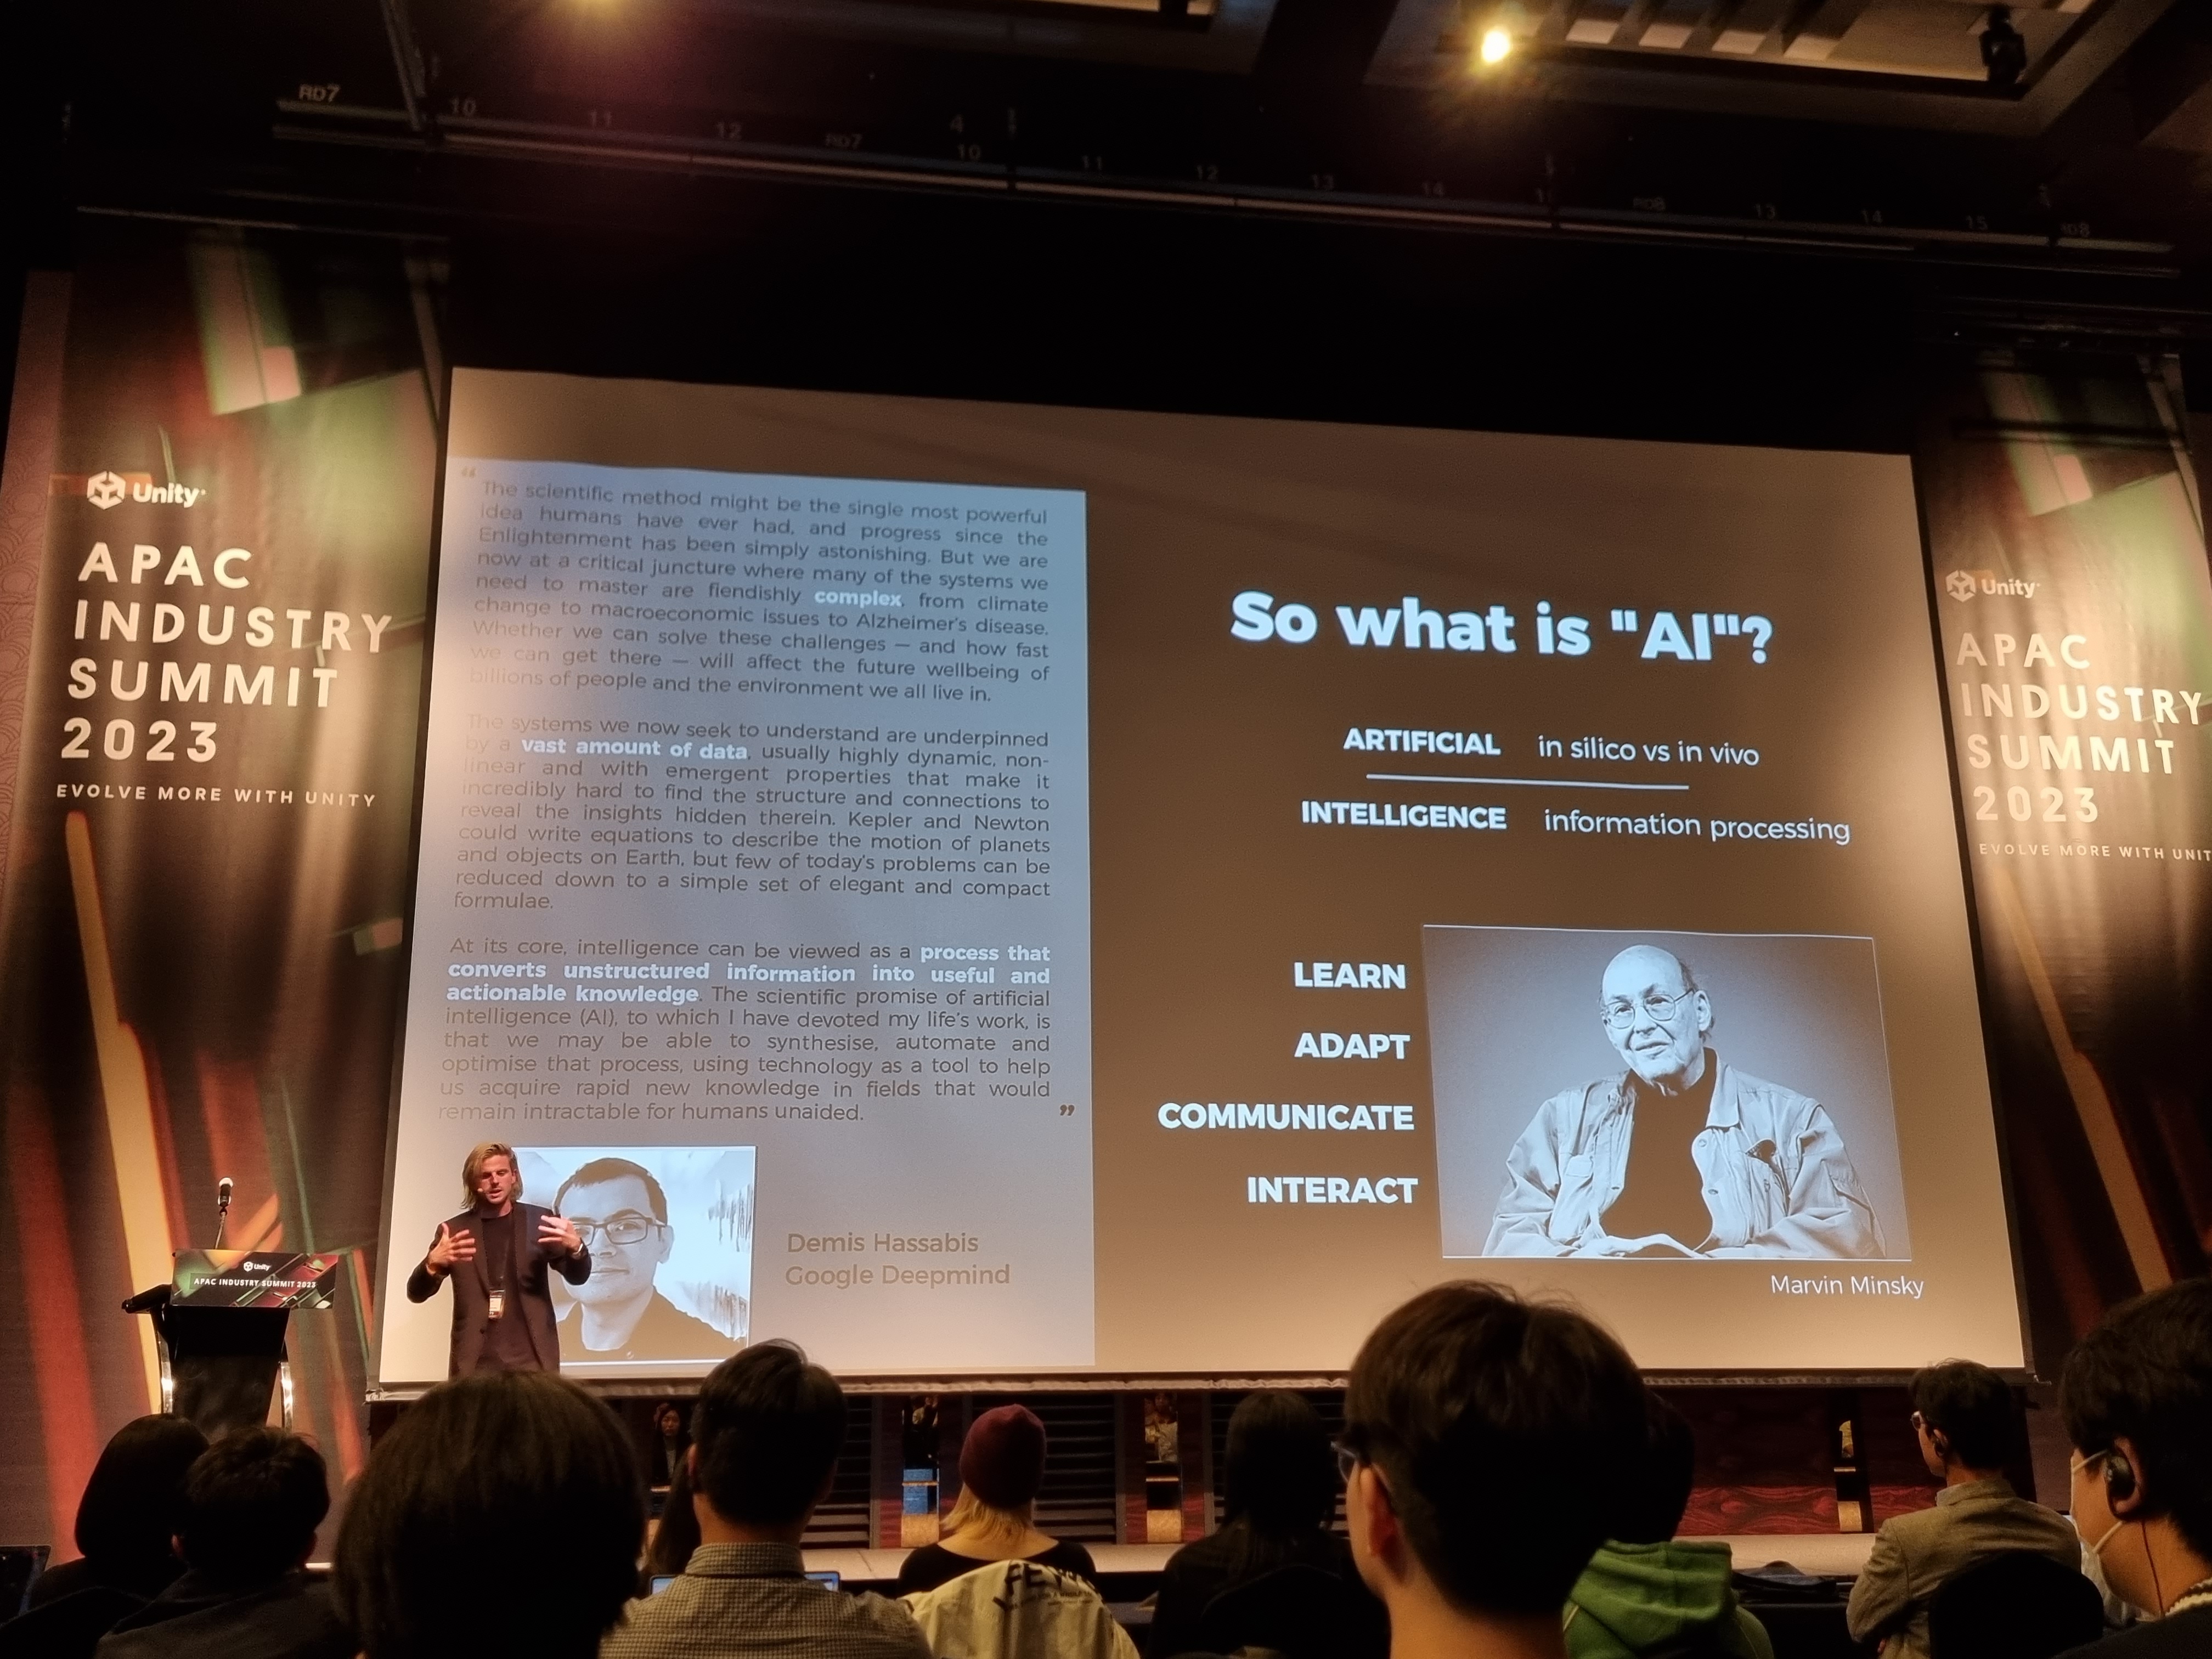 RD7
10
11
12
RD7
4
10
11
12
13
14
RD8
13
14
15
RD8
Unity
APAC
INDUSTRY
SUMMIT
2023
EVOLVE MORE WITH UNITY
“
The scientific method might be the single most powerful
idea humans have ever had, and progress since the
Enlightenment has been simply astonishing. But we are
now at a critical juncture where many of the systems we
need to master are fiendishly complex, from climate
change to macroeconomic issues to Alzheimer's disease.
Whether we can solve these challenges — and how fast
we can get there — will affect the future wellbeing of
billions of people and the environment we all live in.
The systems we now seek to understand are underpinned
by a vast amount of data, usually highly dynamic, non-
linear and with emergent properties that make it
incredibly hard to find the structure and connections to
reveal the insights hidden therein. Kepler and Newton
could write equations to describe the motion of planets
and objects on Earth, but few of today's problems can be
reduced down to a simple set of elegant and compact
formulae.
At its core, intelligence can be viewed as a process that
converts unstructured information into useful and
actionable knowledge. The scientific promise of artificial
intelligence (AI), to which I have devoted my life's work, is
that we may be able to synthesise, automate and
optimise that process, using technology as a tool to help
us acquire rapid new knowledge in fields that would
remain intractable for humans unaided.
”
Demis Hassabis
Google Deepmind
So what is "AI"?
ARTIFICIAL in silico vs in vivo
INTELLIGENCE information processing
LEARN
ADAPT
COMMUNICATE
INTERACT
Marvin Minsky
Unity
APAC
INDUSTRY
SUMMIT
2023
EVOLVE MORE WITH UNIT
Unity
APAC INDUSTRY SUMMIT 2023